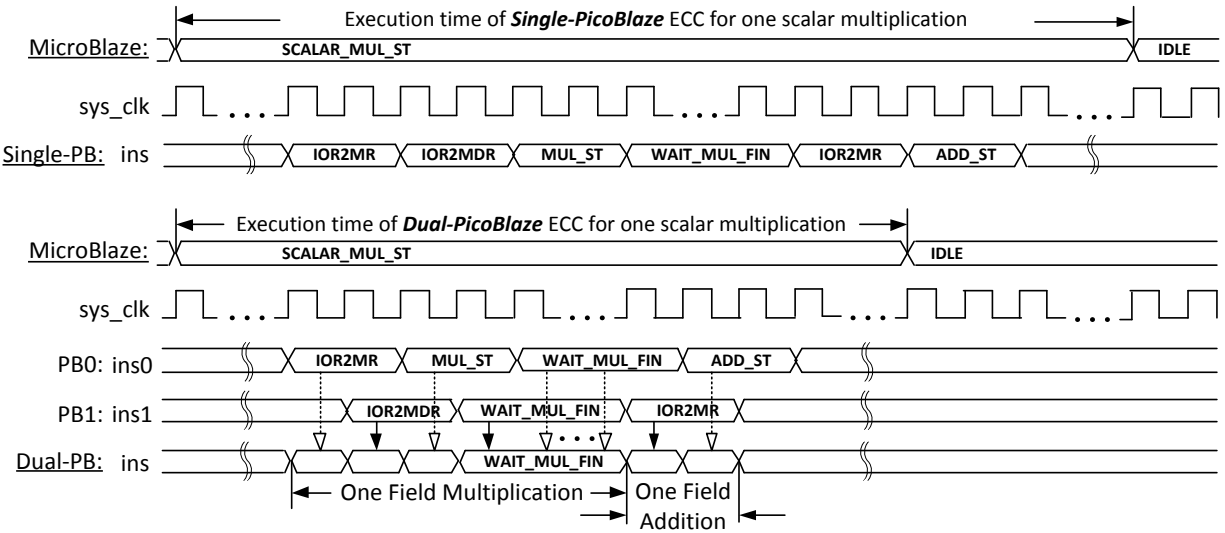 Execution time of Single-PicoBlaze ECC for one scalar multiplication
MicroBlaze: SCALAR_MUL_ST IDLE
sys_clk ... ... ...
Single-PB: ins IOR2MR IOR2MDR MUL_ST WAIT_MUL_FIN IOR2MR ADD_ST
Execution time of Dual-PicoBlaze ECC for one scalar multiplication
MicroBlaze: SCALAR_MUL_ST IDLE
sys_clk ... ... ... ...
PB0: ins0 IOR2MR MUL_ST WAIT_MUL_FIN ADD_ST
PB1: ins1 IOR2MDR WAIT_MUL_FIN IOR2MR
...
Dual-PB: ins WAIT_MUL_FIN
One Field Multiplication One Field
Addition